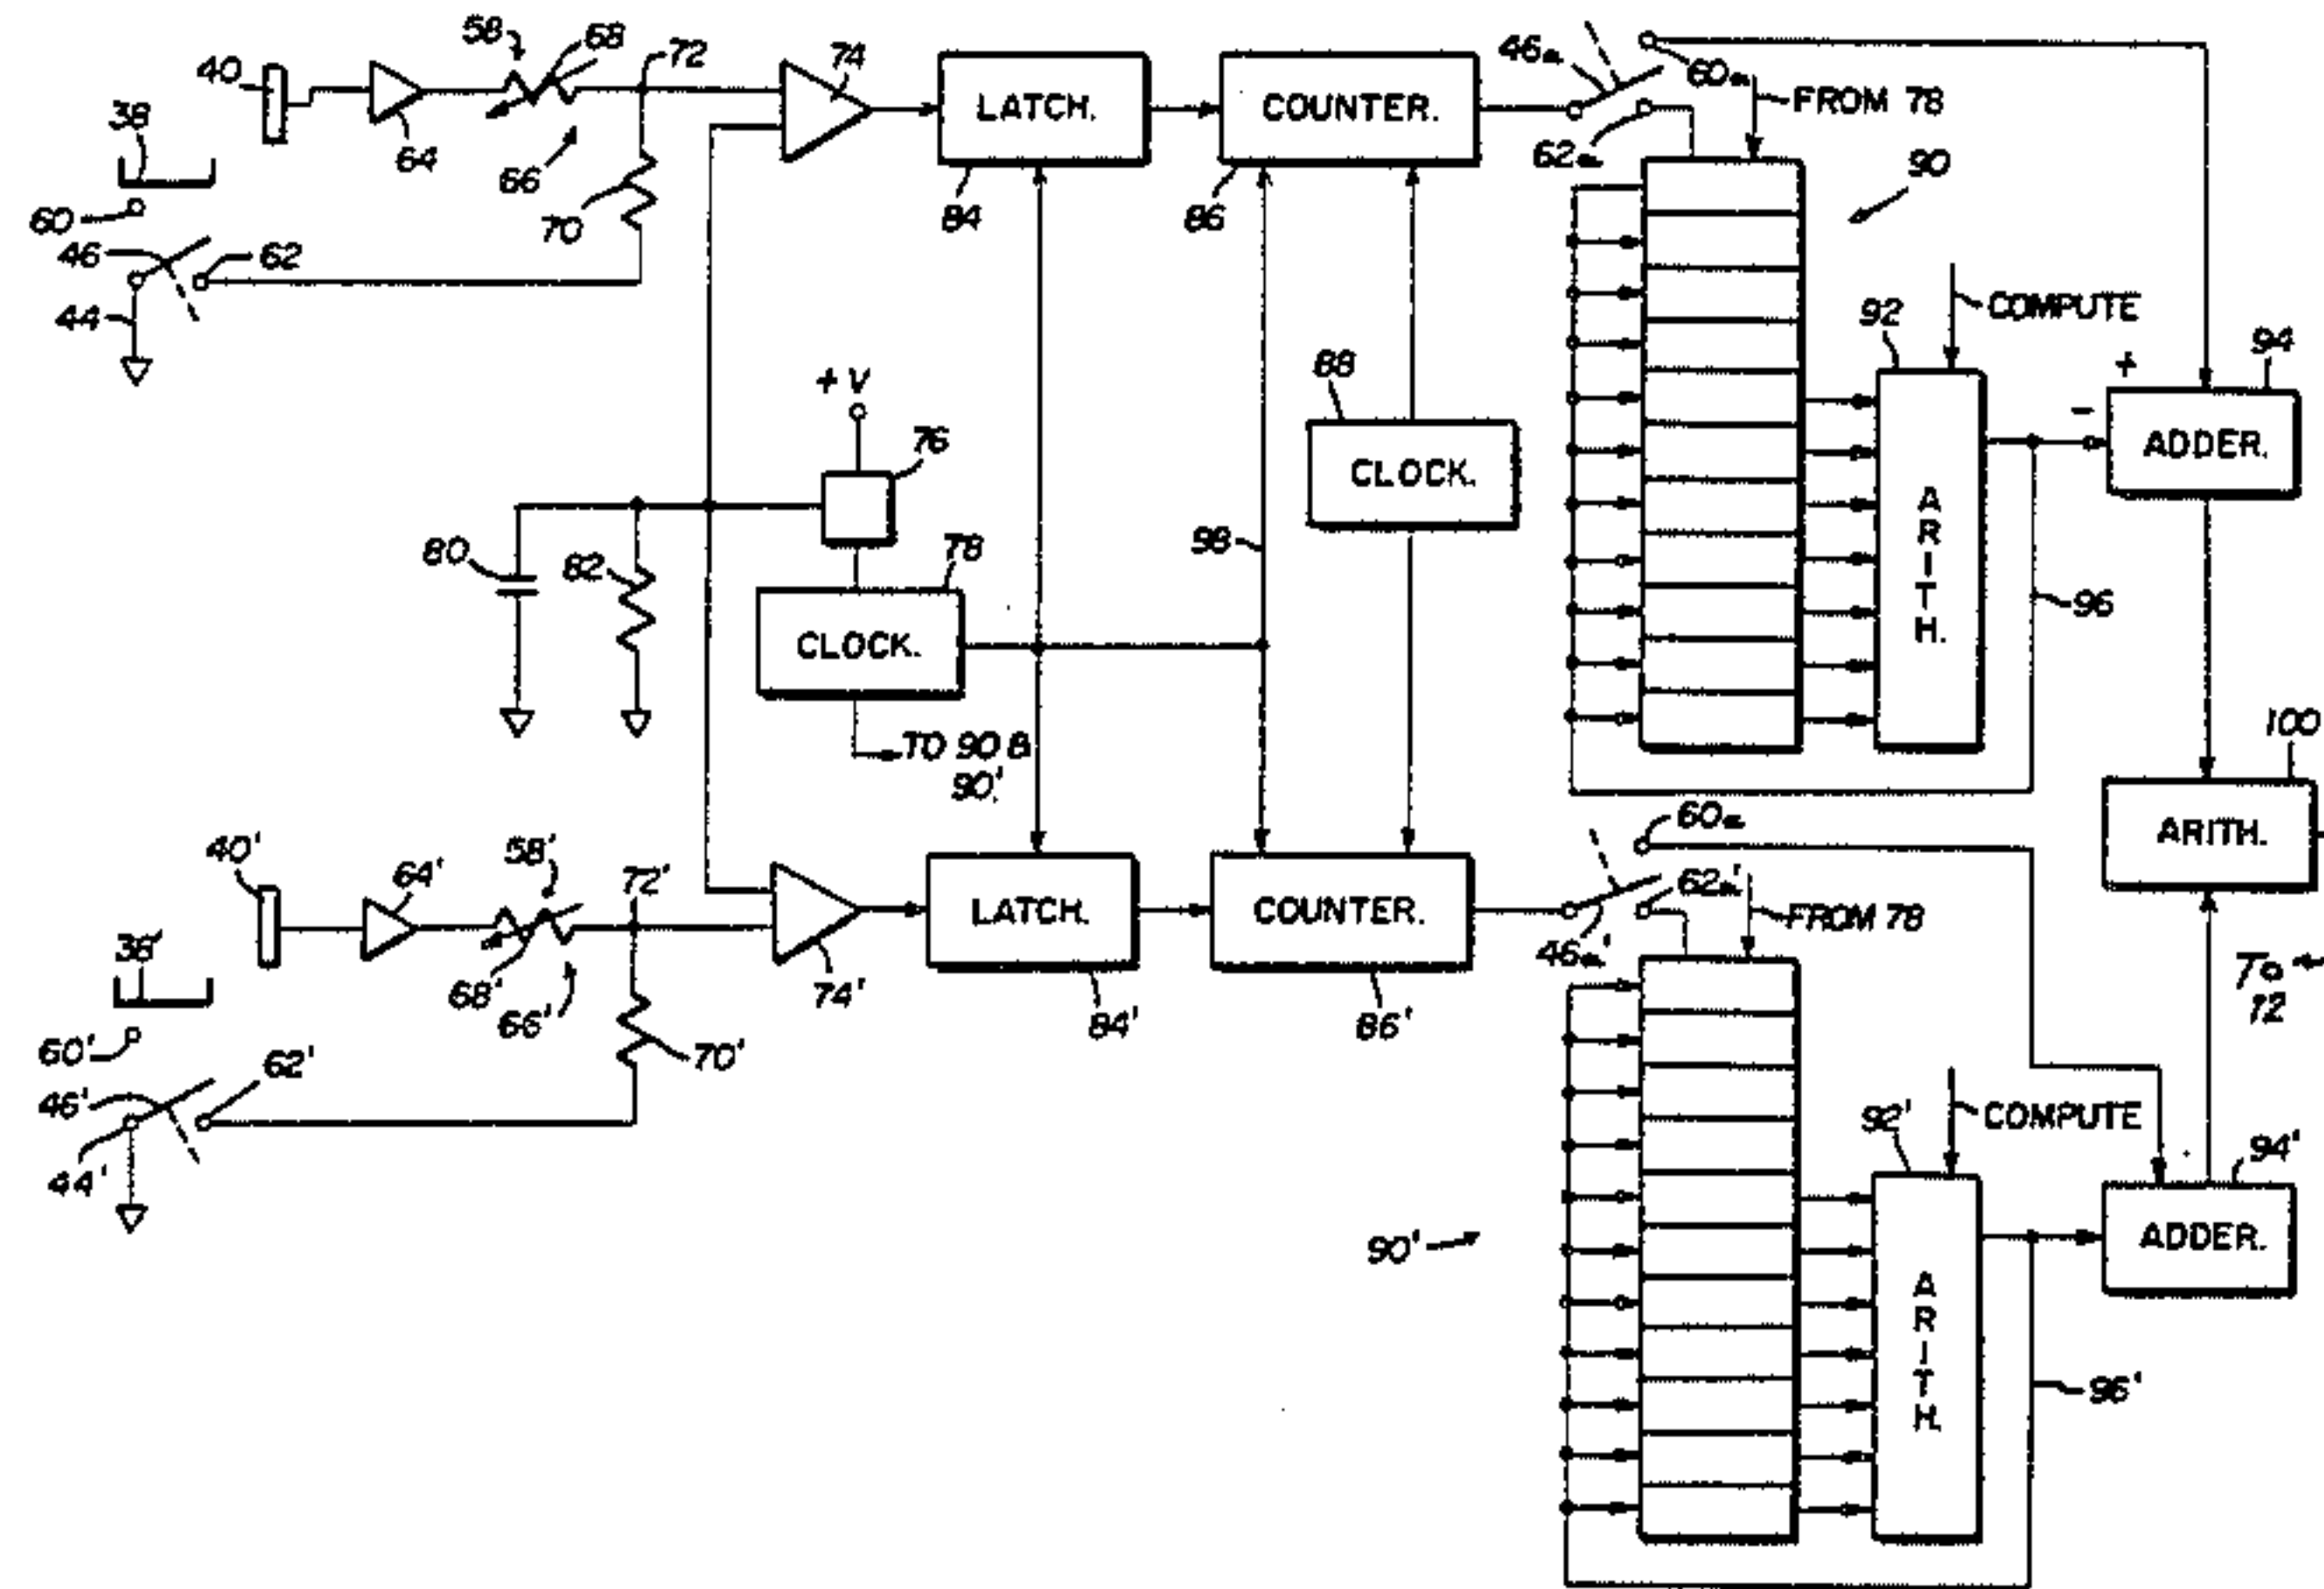 58
68
72
74
40
38
64
66
70
60
46
62
44
LATCH.
84
COUNTER.
86
46a
60a
62a
FROM 78
90
92
COMPUTE
+
94
-
ADDER.
A
R
I
T
H.
96
100
ARITH.
+V
76
80
82
78
CLOCK.
TO 90 &
90'
98
88
CLOCK.
40'
64'
58'
72'
38'
68'
66'
74'
60'
46'
62'
44'
70'
LATCH.
84'
COUNTER.
86'
60a
62a'
46a'
FROM 78
To
72
90'
92'
COMPUTE
94'
ADDER.
A
R
I
T
H.
96'